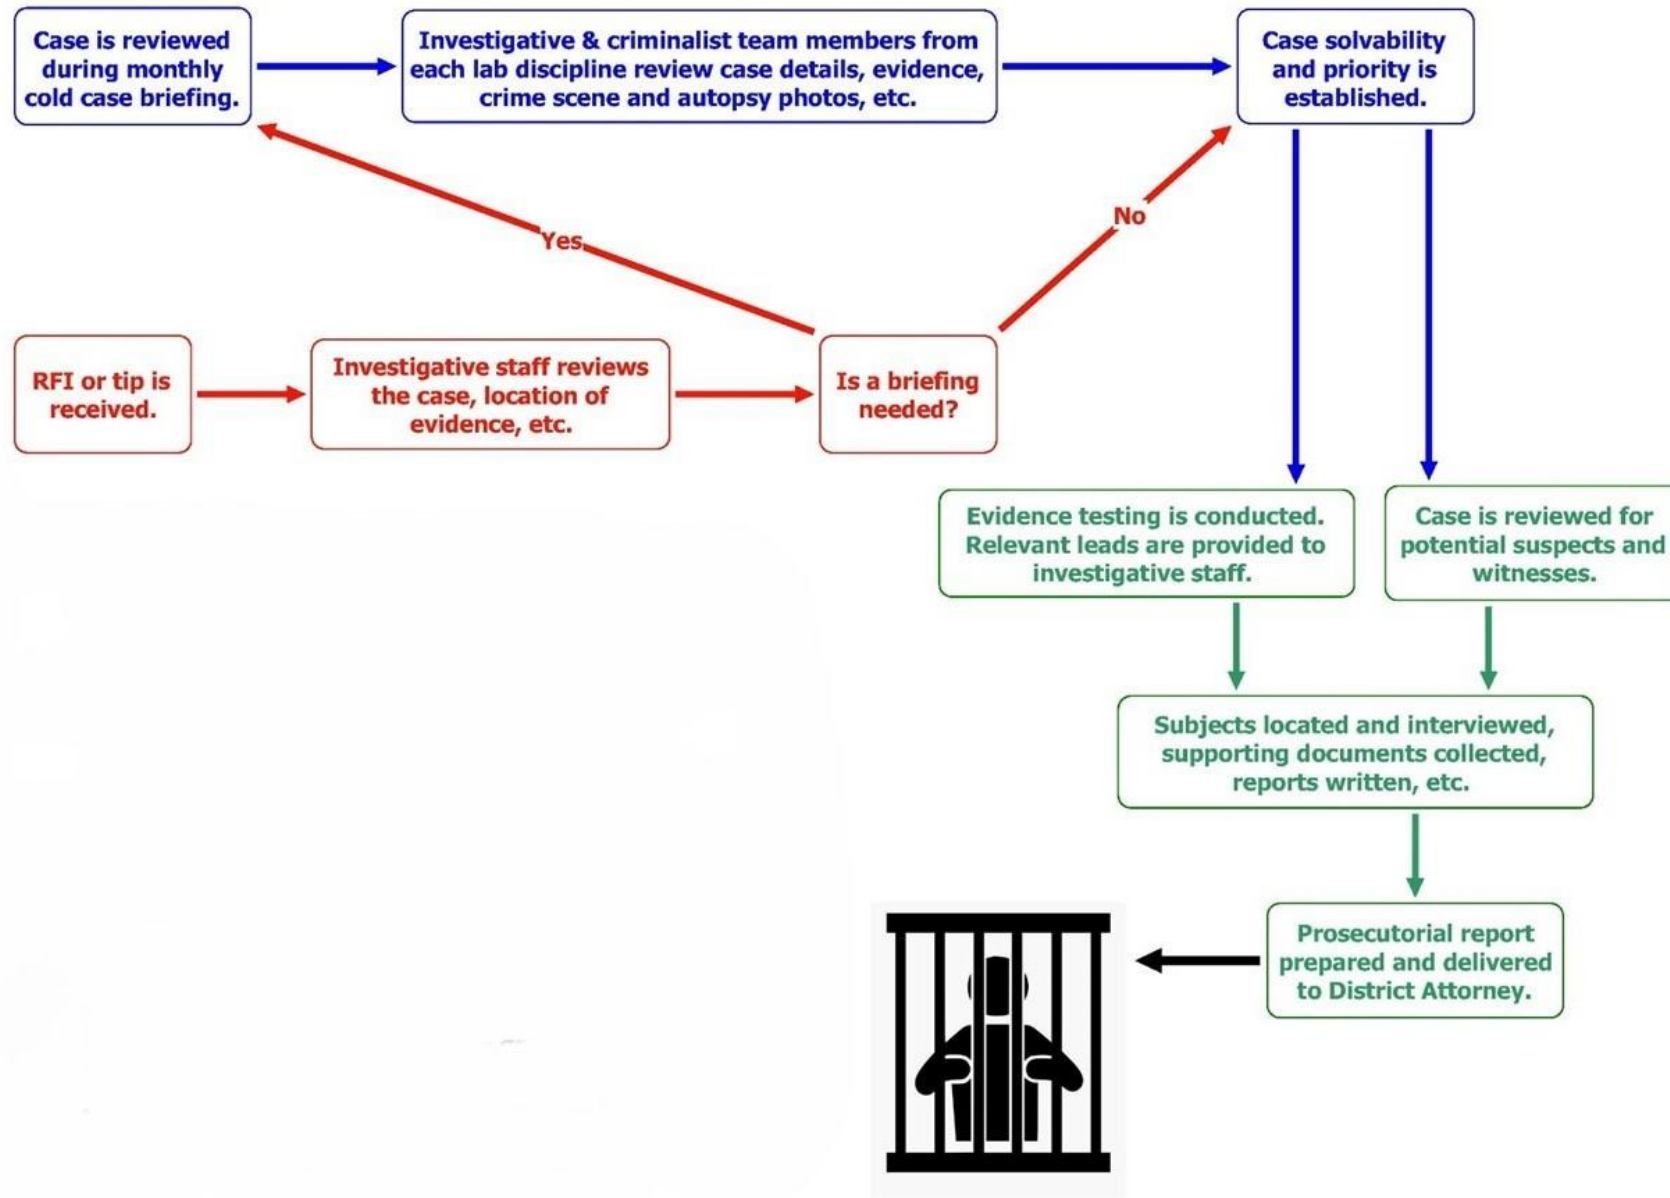 Case is reviewed
during monthly
cold case briefing.
Investigative & criminalist team members from
each lab discipline review case details, evidence,
crime scene and autopsy photos, etc.
Case solvability
and priority is
established.
Yes
No
RFI or tip is
received.
Investigative staff reviews
the case, location of
evidence, etc.
Is a briefing
needed?
Evidence testing is conducted.
Relevant leads are provided to
investigative staff.
Case is reviewed for
potential suspects and
witnesses.
Subjects located and interviewed,
supporting documents collected,
reports written, etc.
Prosecutorial report
prepared and delivered
to District Attorney.